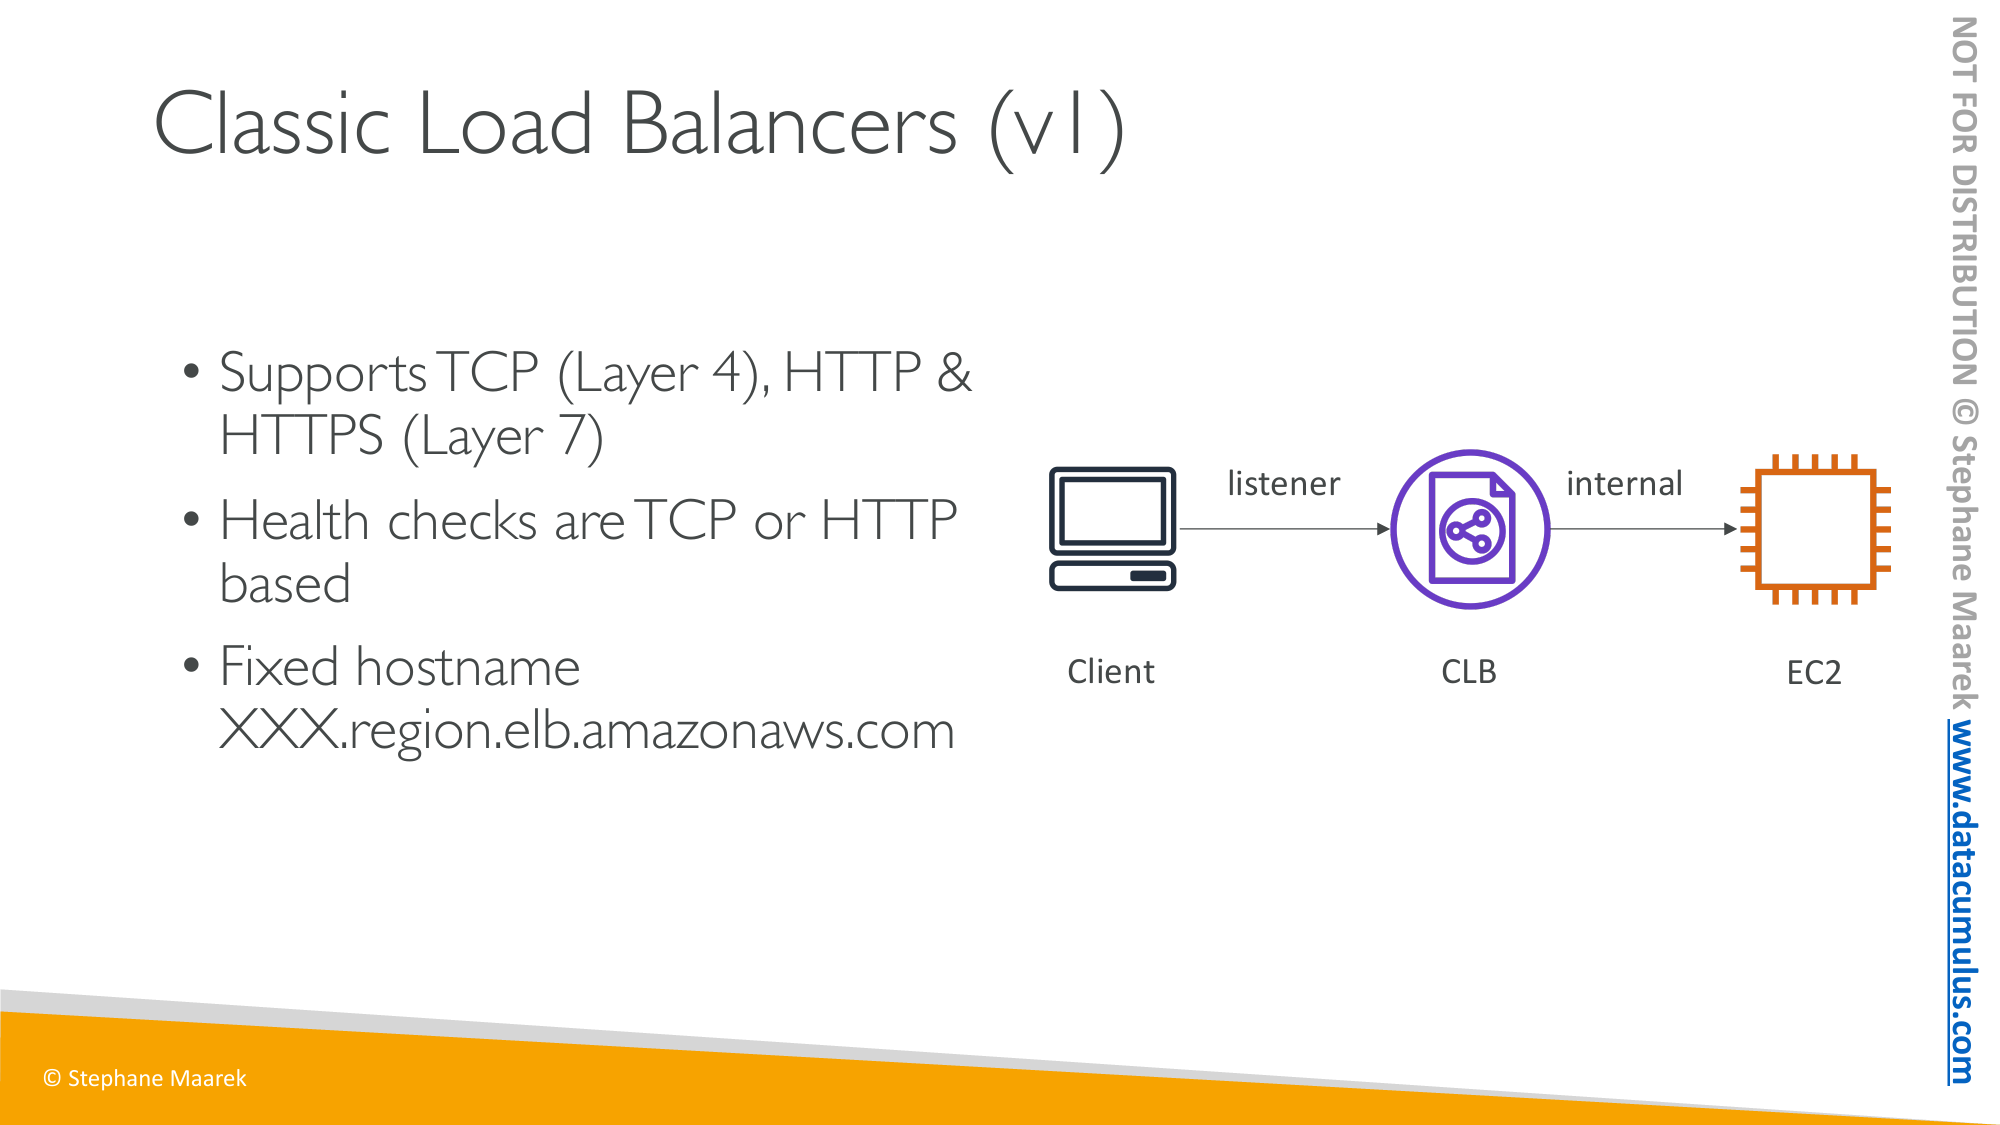 Classic Load Balancers (v1)
• Supports TCP (Layer 4), HTTP &
HTTPS (Layer 7)
• Health checks are TCP or HTTP
based
• Fixed hostname
XXX.region.elb.amazonaws.com
listener
internal
Client
CLB
EC2
© Stephane Maarek
NOT FOR DISTRIBUTION © Stephane Maarek www.datacumulus.com